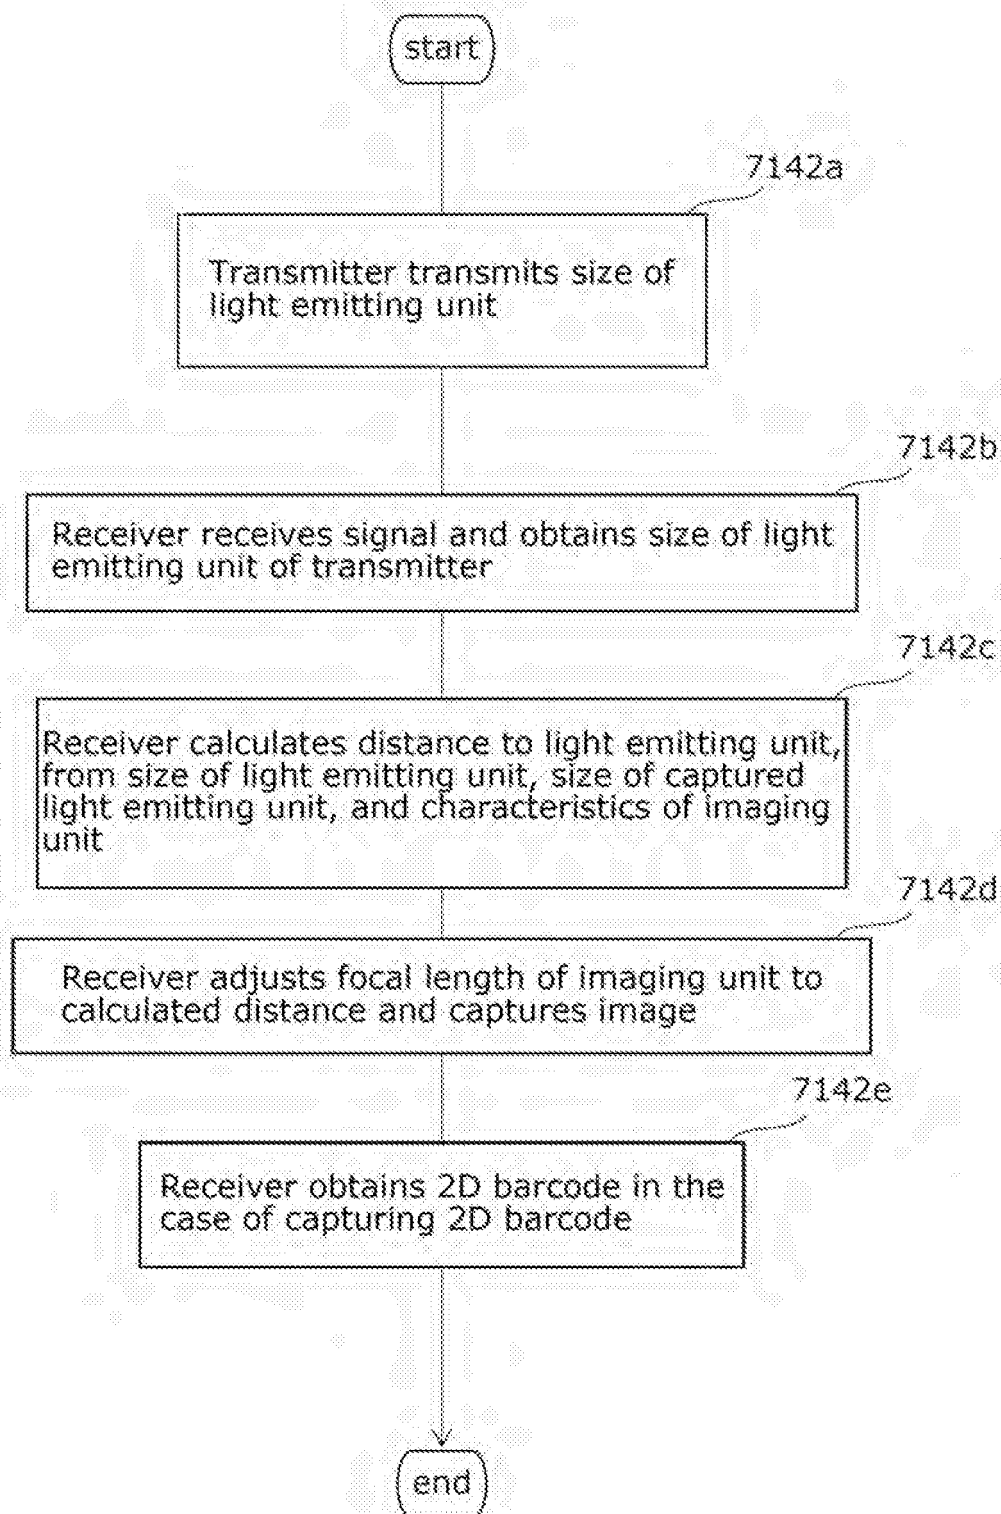 start
7142a
Transmitter transmits size of
light emitting unit
7142b
Receiver receives signal and obtains size of light
emitting unit of transmitter
7142c
Receiver calculates distance to light emitting unit,
from size of light emitting unit, size of captured
light emitting unit, and characteristics of imaging
unit
7142d
Receiver adjusts focal length of imaging unit to
calculated distance and captures image
7142e
Receiver obtains 2D barcode in the
case of capturing 2D barcode
end